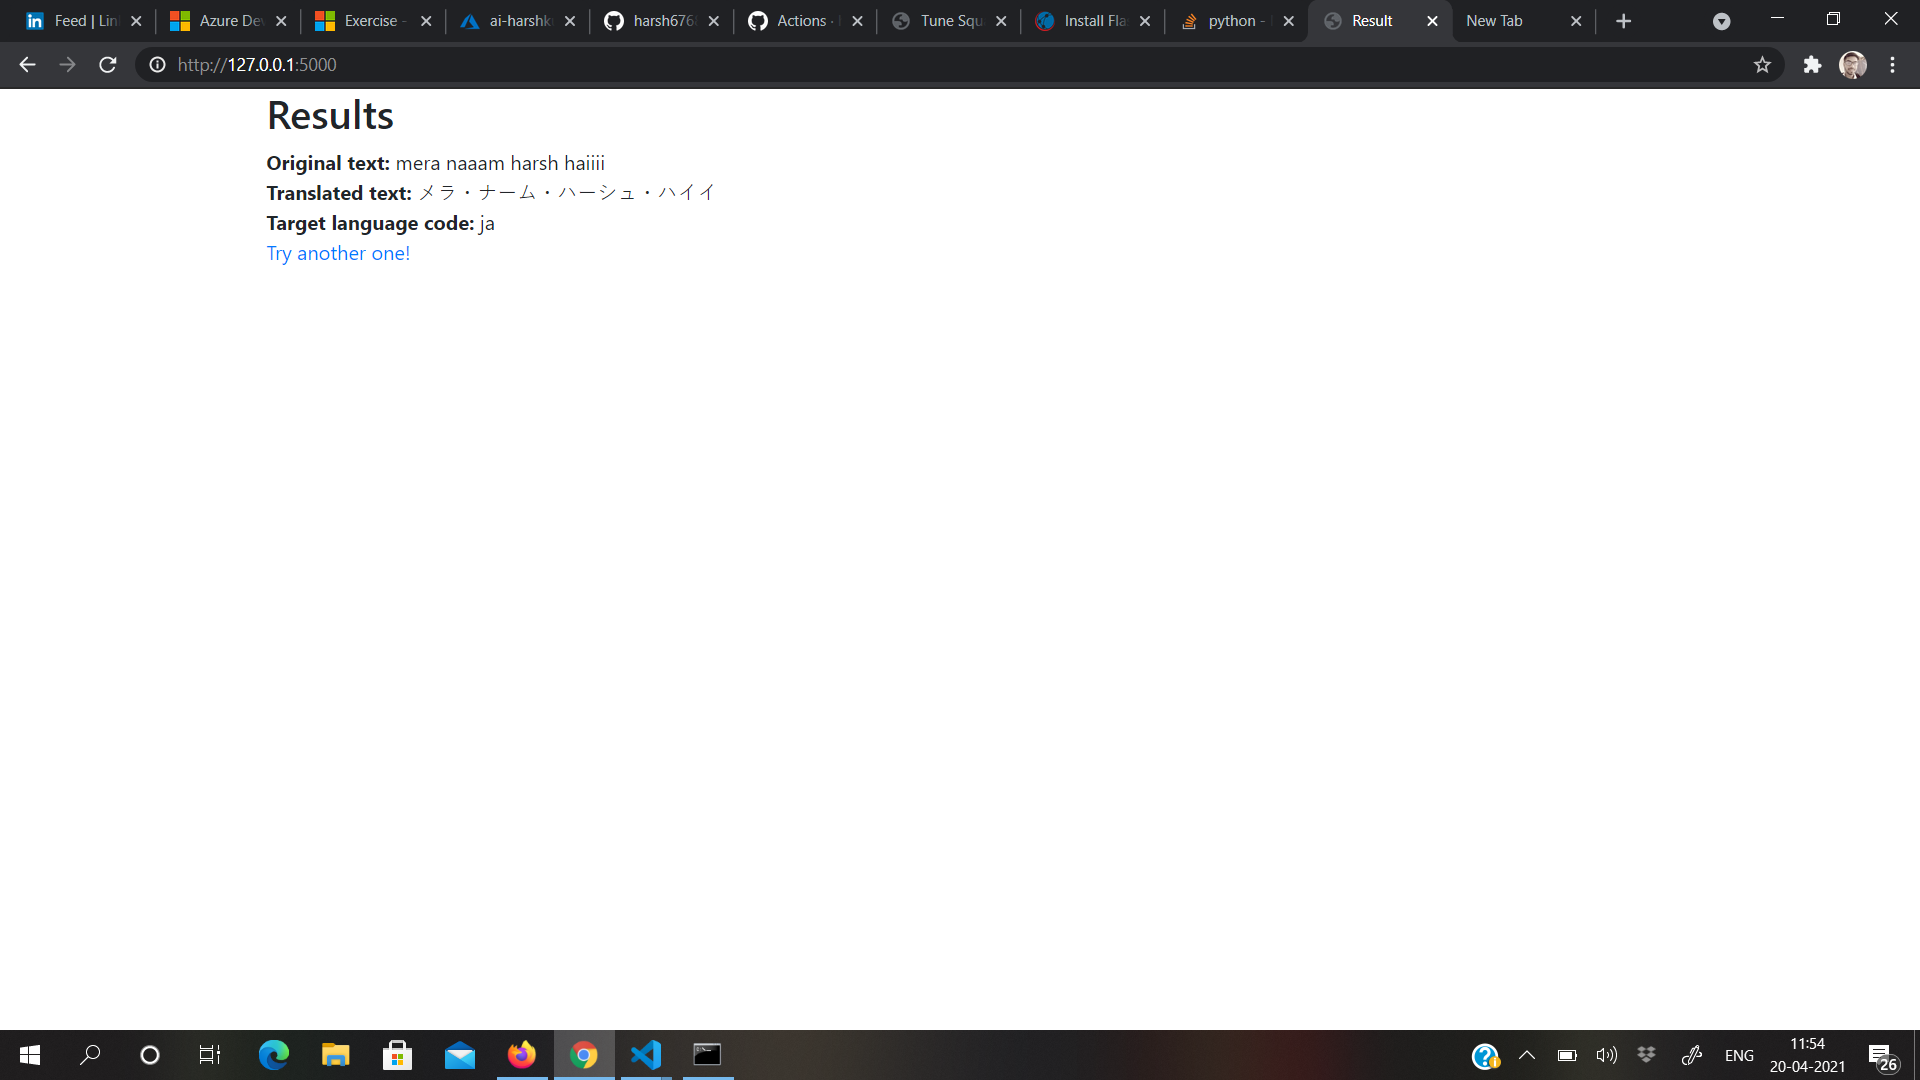 Feed | Lin
Azure Dev
Exercise -
ai-harshk
harsh676
Actions ·
Tune Squ
Install Fla
python -
Result
New Tab
http://127.0.0.1:5000
Results
Original text: mera naaam harsh haiiii
Translated text: メラ・ナーム・ハーシュ・ハイイ
Target language code: ja
Try another one!
ENG
11:54
20-04-2021
26